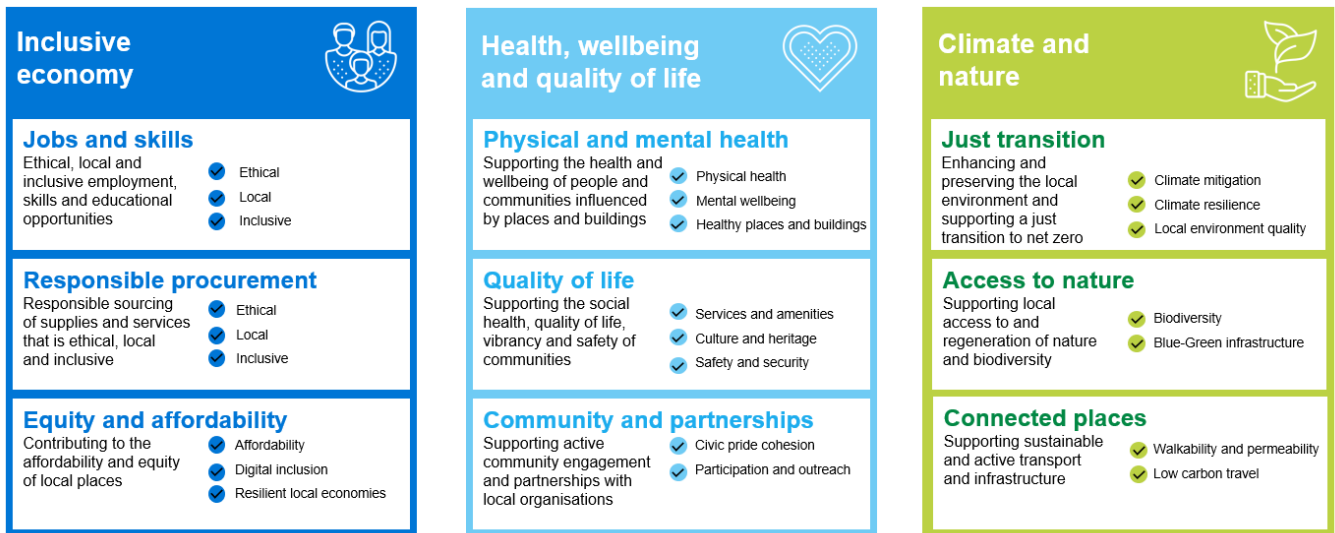 Inclusive
economy
Jobs and skills
Ethical, local and
inclusive employment,
skills and educational
opportunities
Ethical
Local
Inclusive
Responsible procurement
Responsible sourcing
of supplies and services
that is ethical, local
and inclusive
Ethical
Local
Inclusive
Equity and affordability
Contributing to the
affordability and equity
of local places
Affordability
Digital inclusion
Resilient local economies
Health, wellbeing
and quality of life
Physical and mental health
Supporting the health and
wellbeing of people and
communities influenced
by places and buildings
Physical health
Mental wellbeing
Healthy places and buildings
Quality of life
Supporting the social
health, quality of life,
vibrancy and safety of
communities
Services and amenities
Culture and heritage
Safety and security
Community and partnerships
Supporting active
community engagement
and partnerships with
local organisations
Civic pride cohesion
Participation and outreach
Climate and
nature
Just transition
Enhancing and
preserving the local
environment and
supporting a just
transition to net zero
Climate mitigation
Climate resilience
Local environment quality
Access to nature
Supporting local
access to and
regeneration of nature
and biodiversity
Biodiversity
Blue-Green infrastructure
Connected places
Supporting sustainable
and active transport
and infrastructure
Walkability and permeability
Low carbon travel